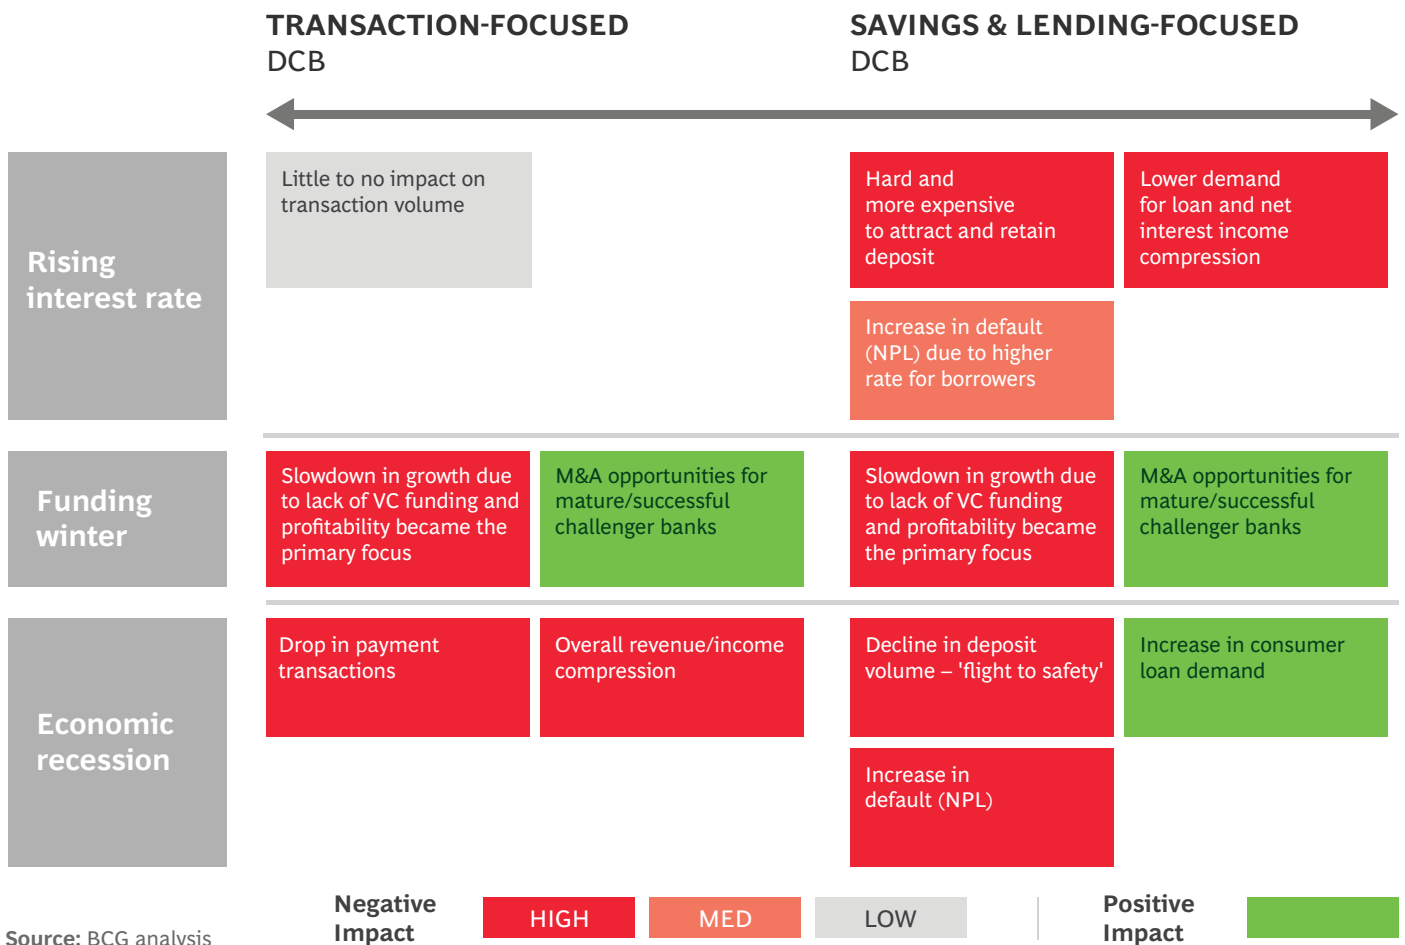 TRANSACTION-FOCUSED
DCB
SAVINGS & LENDING-FOCUSED
DCB
Rising
interest rate
Little to no impact on
transaction volume
Hard and
more expensive
to attract and retain
deposit
Lower demand
for loan and net
interest income
compression
Increase in default
(NPL) due to higher
rate for borrowers
Funding
winter
Slowdown in growth due
to lack of VC funding and
profitability became the
primary focus
M&A opportunities for
mature/successful
challenger banks
Slowdown in growth due
to lack of VC funding
and profitability became
the primary focus
M&A opportunities for
mature/successful
challenger banks
Economic
recession
Drop in payment
transactions
Overall revenue/income
compression
Decline in deposit
volume – 'flight to safety'
Increase in consumer
loan demand
Increase in
default (NPL)
Negative
Impact
HIGH
MED
LOW
Positive
Impact
Source: BCG analysis